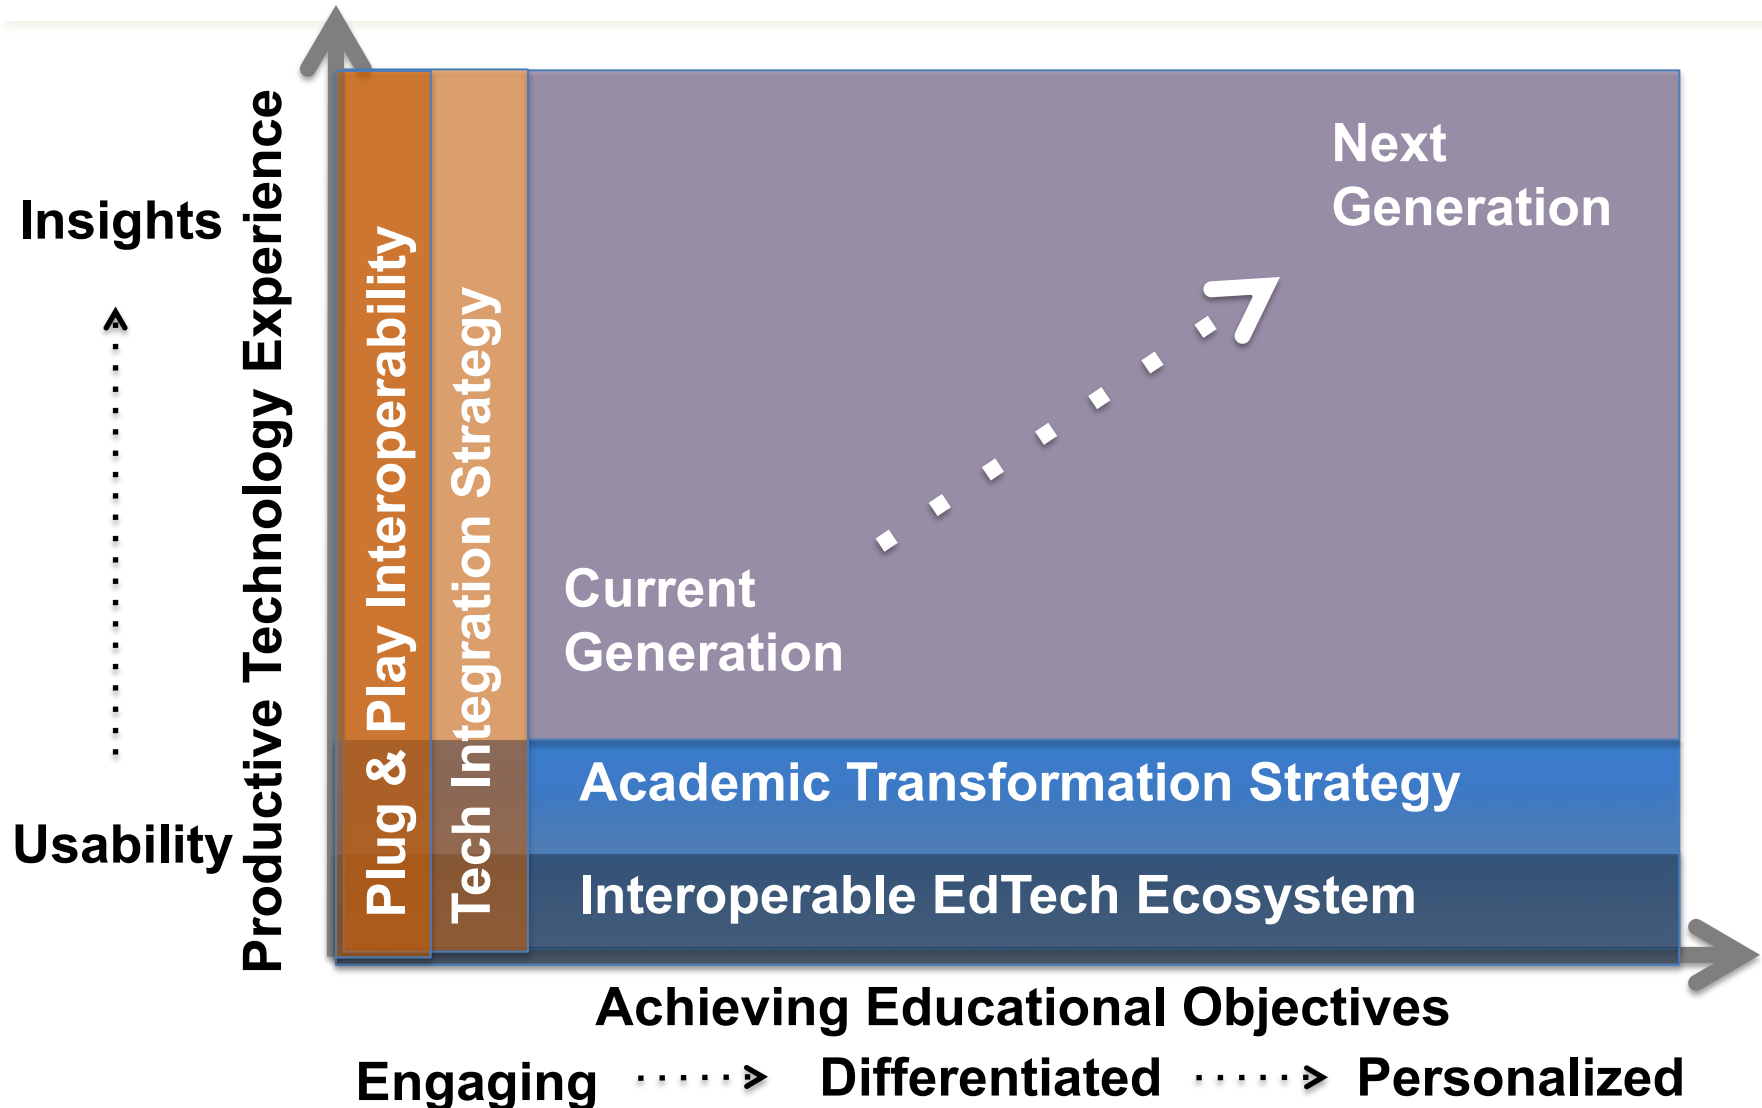 Insights
Usability
Productive Technology Experience
Plug & Play Interoperability
Tech Integration Strategy
Next
Generation
Current
Generation
Academic Transformation Strategy
Interoperable EdTech Ecosystem
Achieving Educational Objectives
Engaging Differentiated Personalized